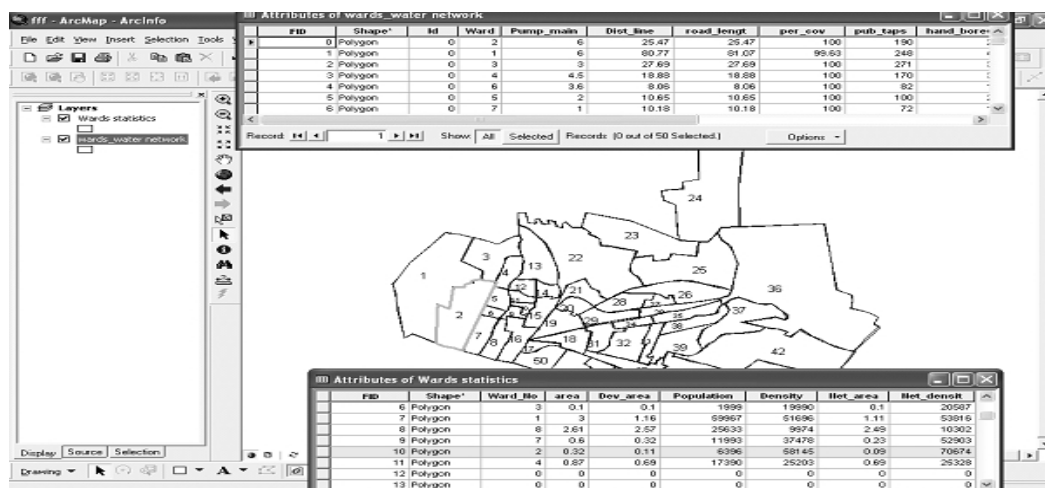 fff - ArcMap - ArcInfo
File Edit View Insert Selection Tools
Layers
Wards statistics
wards_water network
Display Source Selection
Drawing
Attributes of wards_water network
FID Shape* Id Ward Pump_main Dist_line road_lengt per_cov pub_taps hand_bore
0 Polygon 0 2 6 25.47 25.47 100 190
1 Polygon 0 1 6 80.77 81.07 99.63 248
2 Polygon 0 3 3 27.69 27.69 100 271
3 Polygon 0 4 4.5 18.88 18.88 100 170
4 Polygon 0 6 3.6 8.06 8.06 100 82
5 Polygon 0 5 2 10.65 10.65 100 100
6 Polygon 0 7 1 10.18 10.18 100 72
Record: 1 Show: All Selected Records (0 out of 50 Selected.) Options
24
23
22
25
3
4
13
1
12
14
21
26
36
5
28
2
20
37
15
19
29
35
38
7
8
16
18
31
32
39
17
50
42
Attributes of Wards statistics
FID Shape* Ward_No area Dev_area Population Density Net_area Net_densit
6 Polygon 3 0.1 0.1 1999 19990 0.1 20587
7 Polygon 1 3 1.16 59967 51696 1.11 53816
8 Polygon 8 2.61 2.57 25633 9974 2.49 10302
9 Polygon 7 0.6 0.32 11993 37478 0.23 52903
10 Polygon 2 0.32 0.11 6396 58145 0.09 70674
11 Polygon 4 0.87 0.69 17390 25203 0.69 25328
12 Polygon 0 0 0 0 0 0 0
13 Polygon 0 0 0 0 0 0 0